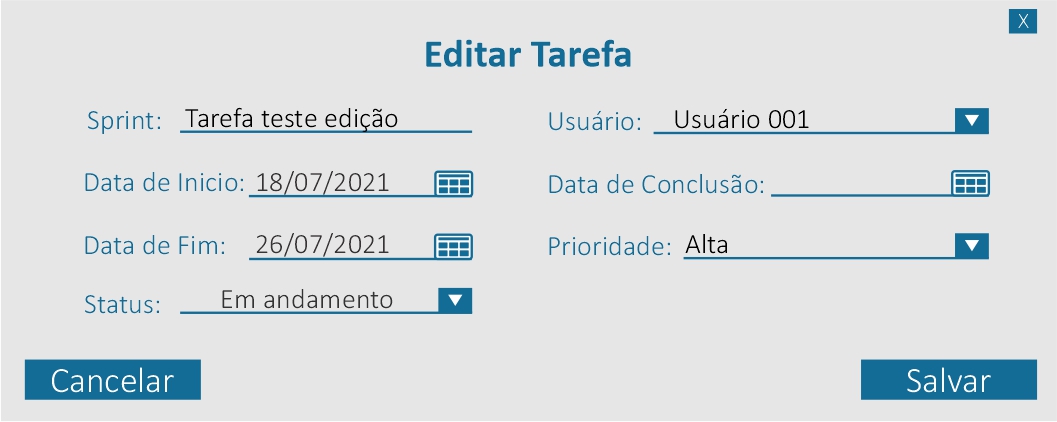 X
Editar Tarefa
Sprint: Tarefa teste edição
Usuário: Usuário 001
Data de Inicio: 18/07/2021
Data de Conclusão:
Data de Fim: 26/07/2021
Prioridade: Alta
Status: Em andamento
Cancelar
Salvar